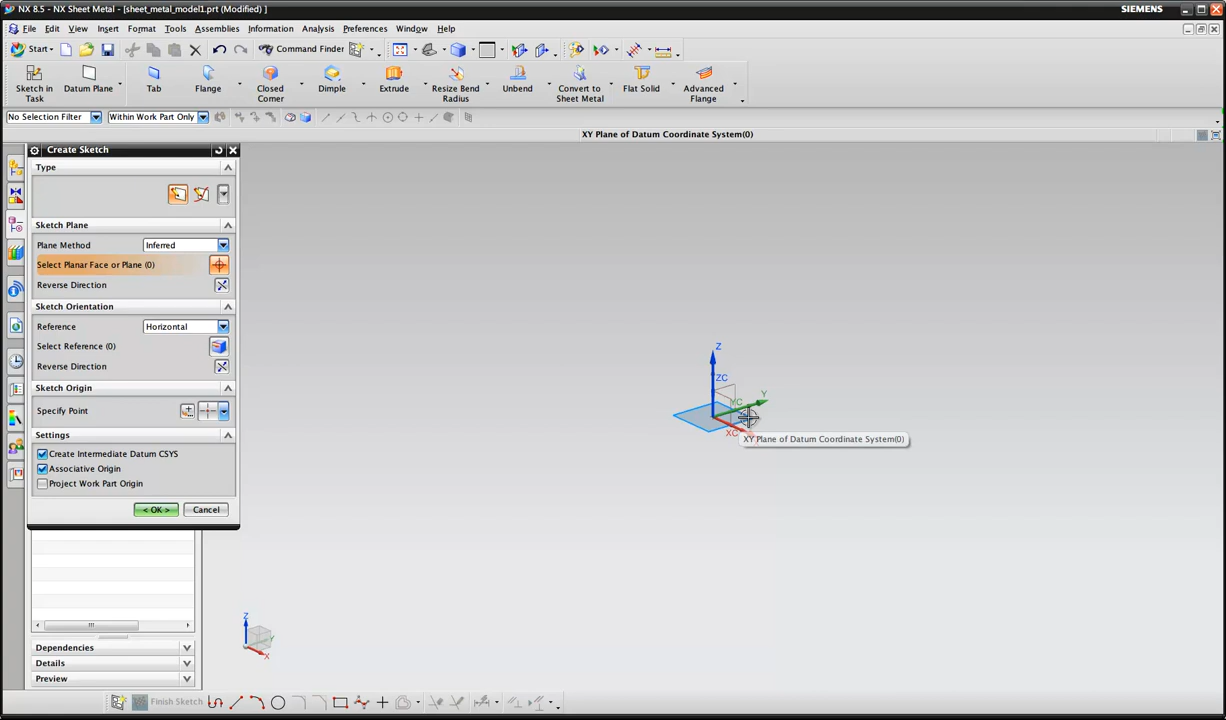 NX 8.5 - NX Sheet Metal - [sheet_metal_model1.prt (Modified) ]
SIEMENS
File Edit View Insert Format Tools Assemblies Information Analysis Preferences Window Help
Start Command Finder
Sketch in Task
Datum Plane
Tab
Flange
Closed Corner
Dimple
Extrude
Resize Bend Radius
Unbend
Convert to Sheet Metal
Flat Solid
Advanced Flange
No Selection Filter
Within Work Part Only
XY Plane of Datum Coordinate System(0)
Create Sketch
Type
Sketch Plane
Plane Method Inferred
Select Planar Face or Plane (0)
Reverse Direction
Sketch Orientation
Reference Horizontal
Select Reference (0)
Reverse Direction
Sketch Origin
Specify Point
Settings
Create Intermediate Datum CSYS
Associative Origin
Project Work Part Origin
< OK > Cancel
Z
ZC
Y
YC
XC
XY Plane of Datum Coordinate System(0)
Z
Y
X
Dependencies
Details
Preview
Finish Sketch